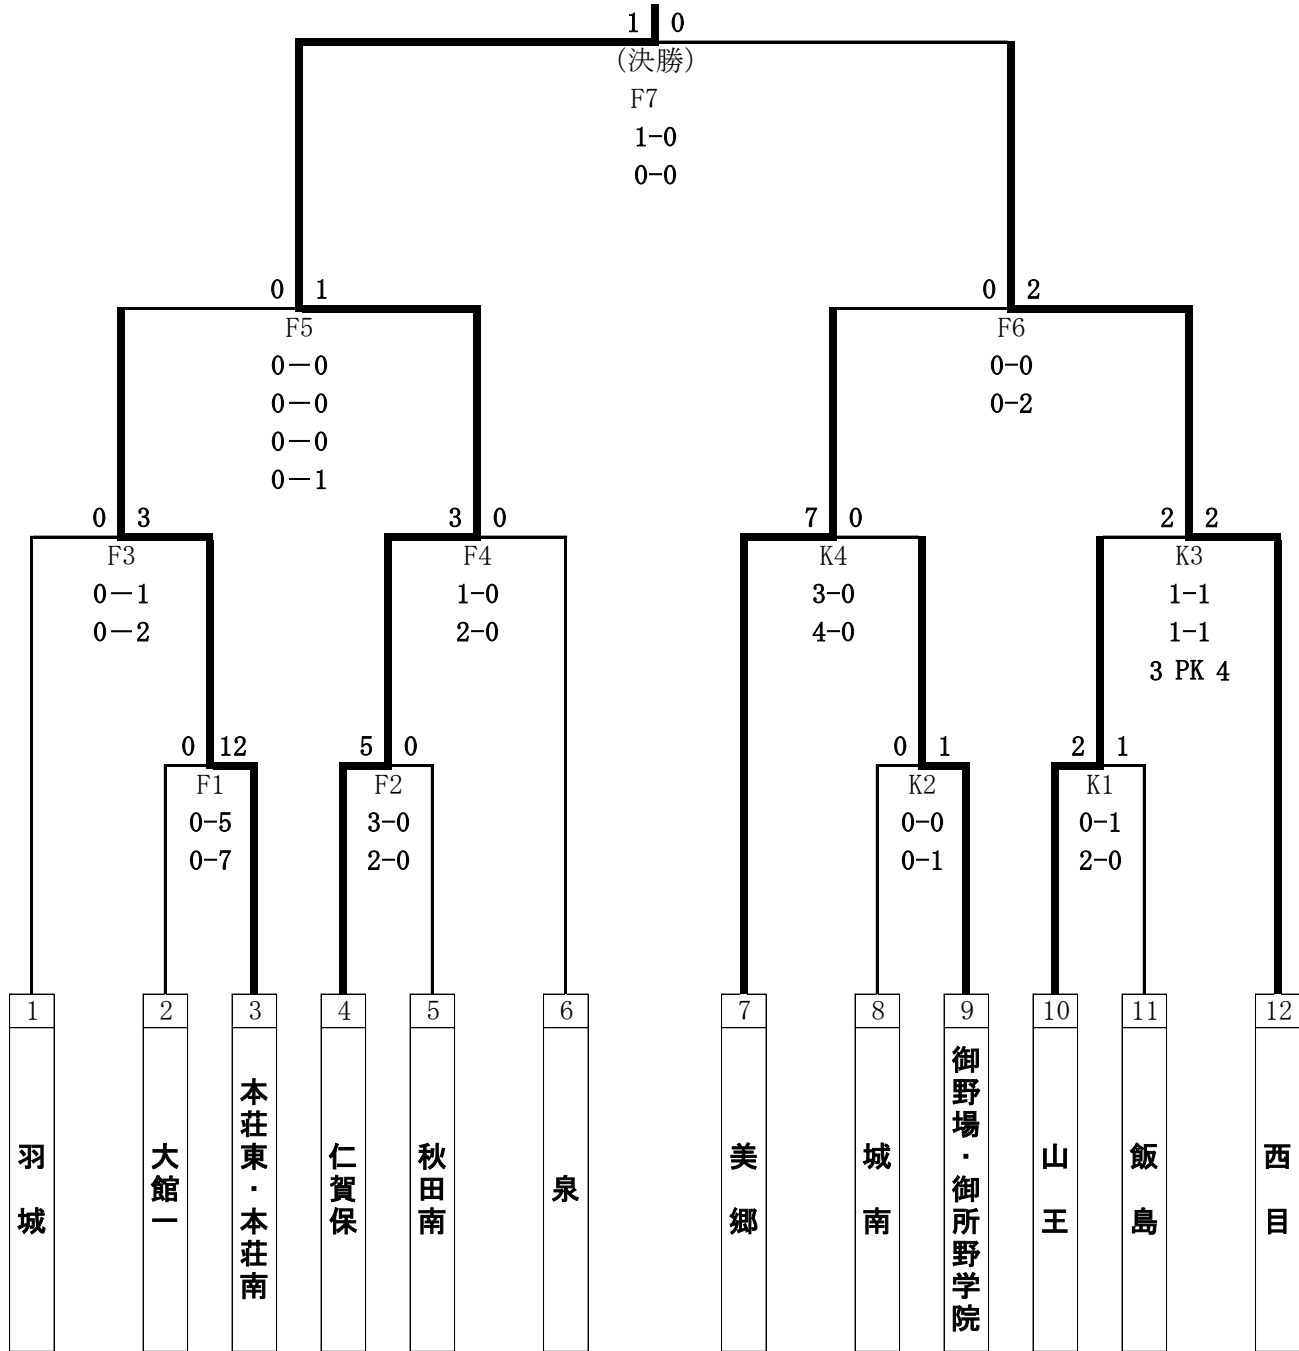 1 0
(決勝)
F7
1-0
0-0
0 1
F5
0－0
0－0
0－0
0－1
0 2
F6
0-0
0-2
0 3
F3
0－1
0－2
3 0
F4
1-0
2-0
7 0
K4
3-0
4-0
2 2
K3
1-1
1-1
3 PK 4
0 12
F1
0-5
0-7
5 0
F2
3-0
2-0
0 1
K2
0-0
0-1
2 1
K1
0-1
2-0
1 2 3 4 5 6 7 8 9 10 11 12
羽城
大館一
本荘東・本荘南
仁賀保
秋田南
泉
美郷
城南
御野場・御所野学院
山王
飯島
西目